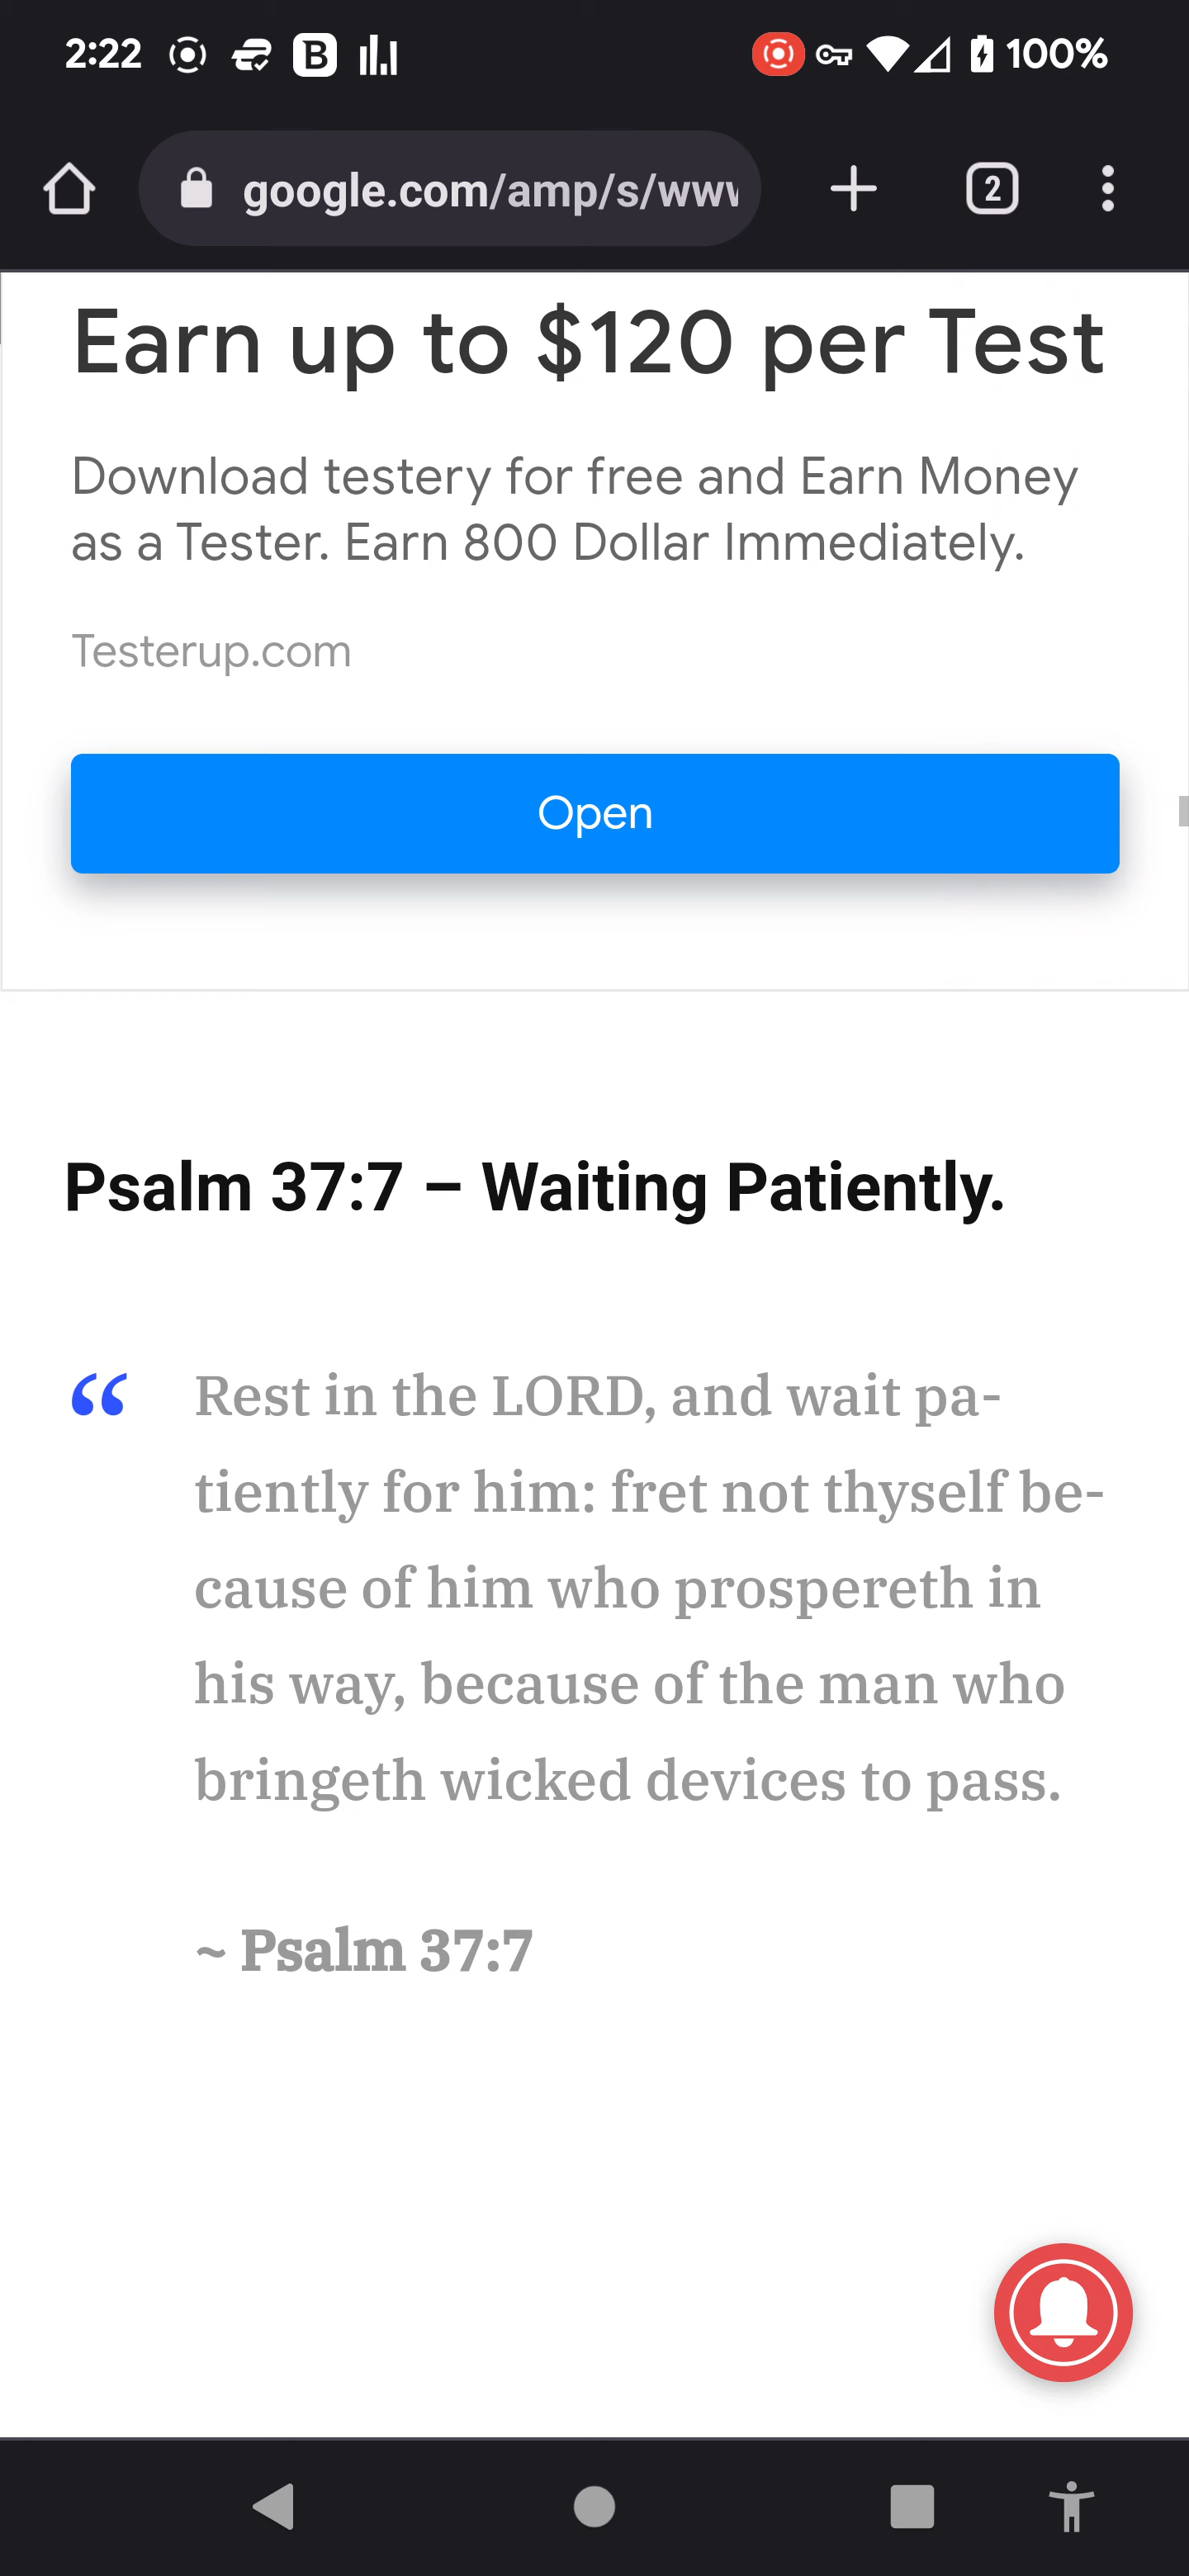 2:22
B
100%
google.com/amp/s/www
2
Earn up to $120 per Test
Download testery for free and Earn Money
as a Tester. Earn 800 Dollar Immediately.
Testerup.com
Open
Psalm 37:7 – Waiting Patiently.
“ Rest in the LORD, and wait pa-
tiently for him: fret not thyself be-
cause of him who prospereth in
his way, because of the man who
bringeth wicked devices to pass.
~ Psalm 37:7